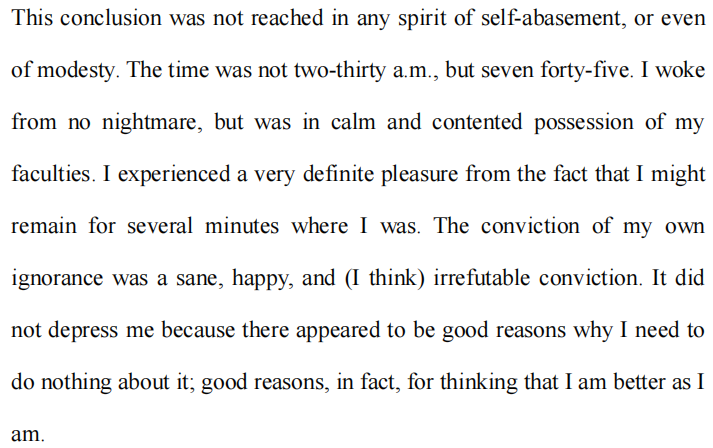 This conclusion was not reached in any spirit of self-abasement, or even
of modesty. The time was not two-thirty a.m., but seven forty-five. I woke
from no nightmare, but was in calm and contented possession of my
faculties. I experienced a very definite pleasure from the fact that I might
remain for several minutes where I was. The conviction of my own
ignorance was a sane, happy, and (I think) irrefutable conviction. It did
not depress me because there appeared to be good reasons why I need to
do nothing about it; good reasons, in fact, for thinking that I am better as I
am.